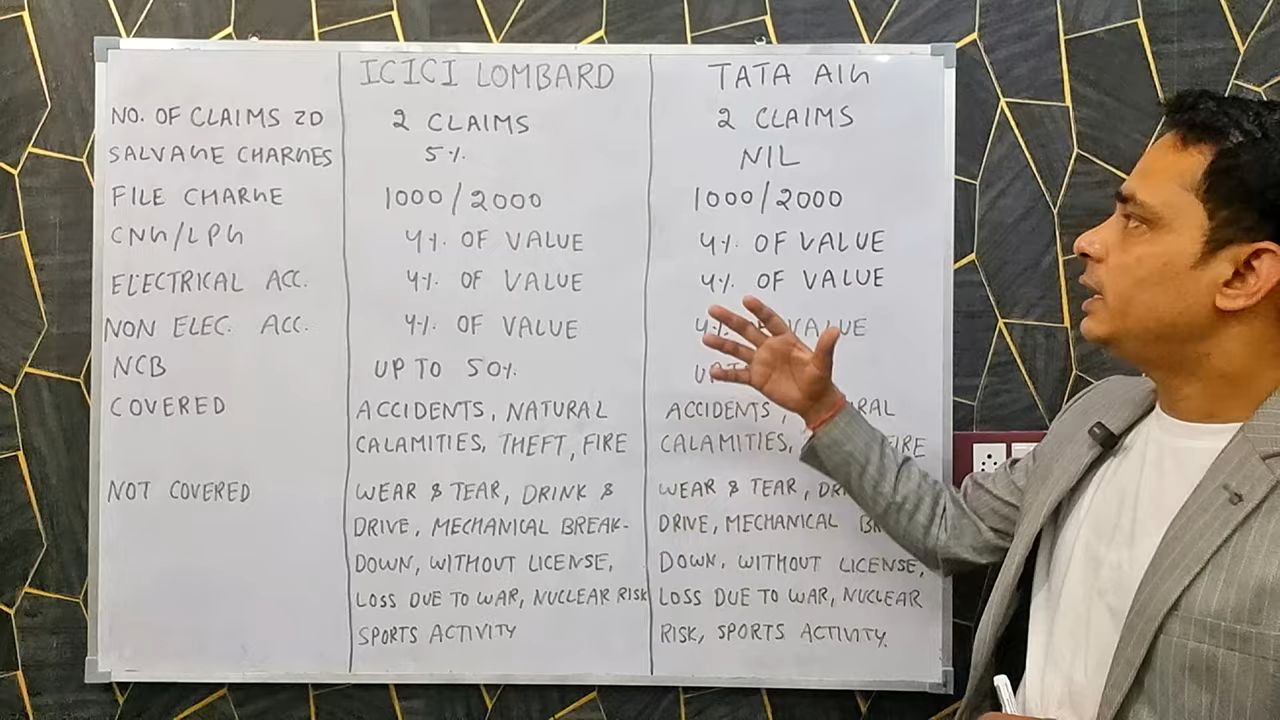 ICICI LOMBARD TATA AIG
NO. OF CLAIMS ZD 2 CLAIMS 2 CLAIMS
SALVAGE CHARGES 5% NIL
FILE CHARGE 1000/2000 1000/2000
CNG/LPG 4% OF VALUE 4% OF VALUE
ELECTRICAL ACC. 4% OF VALUE 4% OF VALUE
NON ELEC. ACC. 4% OF VALUE 4% VALUE
NCB UP TO 50%
COVERED ACCIDENTS, NATURAL ACCIDENTS,
CALAMITIES, THEFT, FIRE CALAMITIES, FIRE
NOT COVERED WEAR & TEAR, DRINK & WEAR & TEAR,
DRIVE, MECHANICAL BREAK- DRIVE, MECHANICAL
DOWN, WITHOUT LICENSE, DOWN, WITHOUT LICENSE,
LOSS DUE TO WAR, NUCLEAR RISK LOSS DUE TO WAR, NUCLEAR
SPORTS ACTIVITY RISK, SPORTS ACTIVITY.